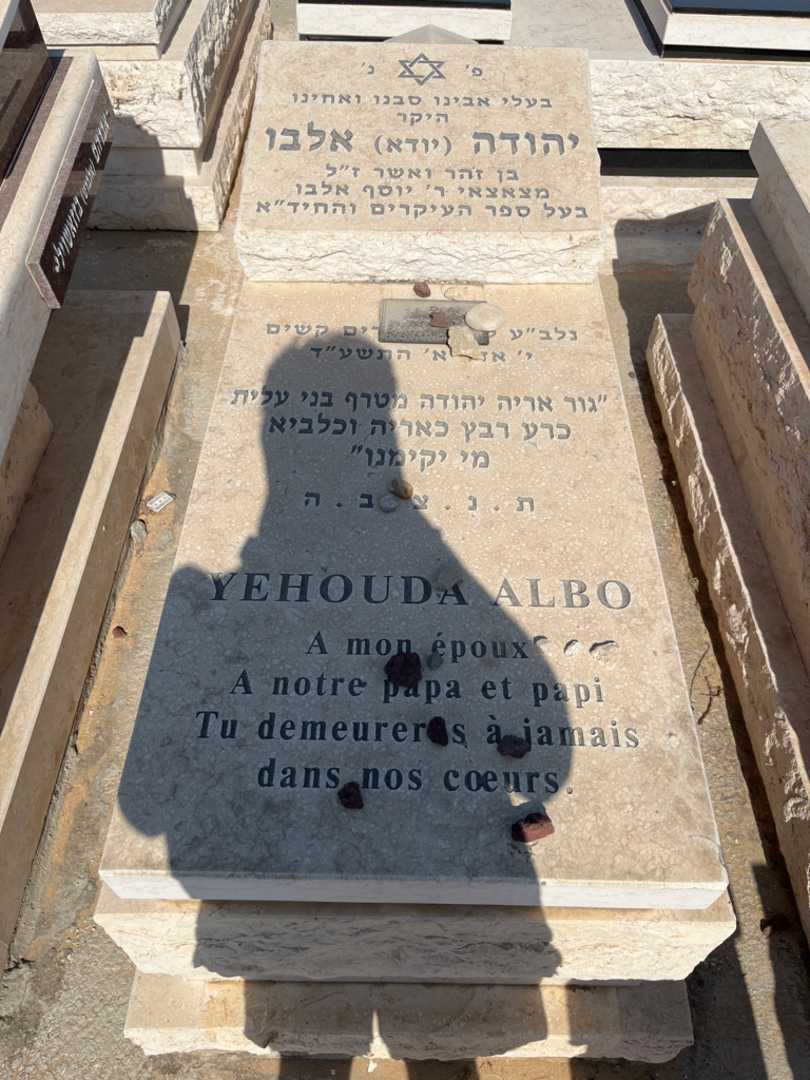 פ׳ נ׳
בעלי אבינו סבנו ואחינו
היקר
יהודה (יודא) אלבו
בן זהר ואשר ז״ל
מצאצאי ר׳ יוסף אלבו
בעל ספר העיקרים והחיד״א
נלב״ע קשים
י׳ א׳ התשע״ד
״גור אריה יהודה מטרף בני עלית
כרע רבץ כאריה וכלביא
מי יקימנו״
ת . נ . צ . ב . ה
YEHOUDA ALBO
A mon époux
A notre papa et papi
Tu demeureras à jamais
dans nos cœurs.